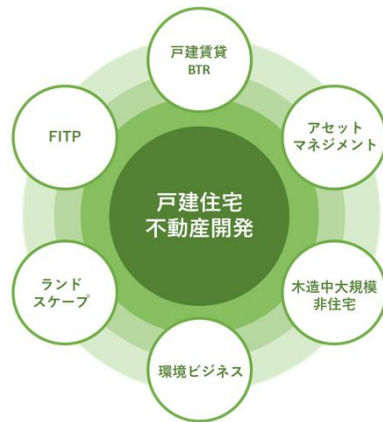 戸建賃貸
BTR
FITP
アセット
マネジメント
戸建住宅
不動産開発
ランド
スケープ
木造中大規模
非住宅
環境ビジネス